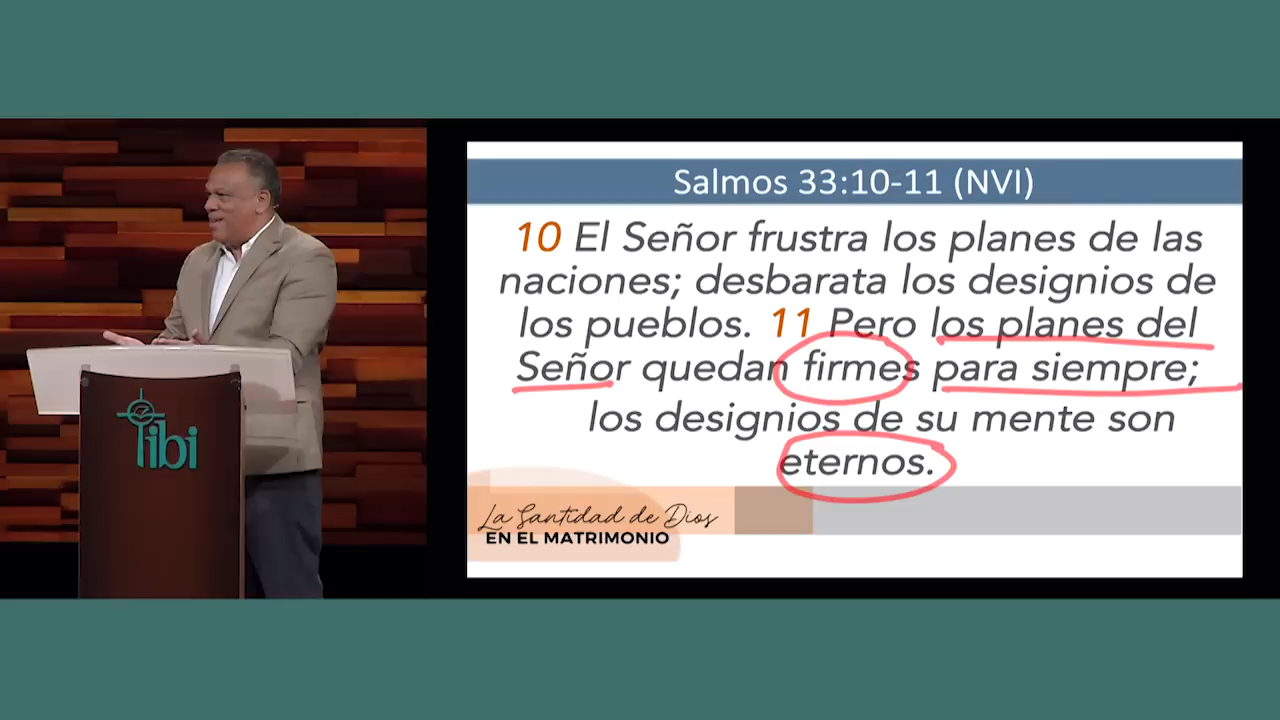 Salmos 33:10-11 (NVI)
10 El Señor frustra los planes de las
naciones; desbarata los designios de
los pueblos. 11 Pero los planes del
Señor quedan firmes para siempre;
los designios de su mente son
eternos.
La Santidad de Dios
EN EL MATRIMONIO
ibi